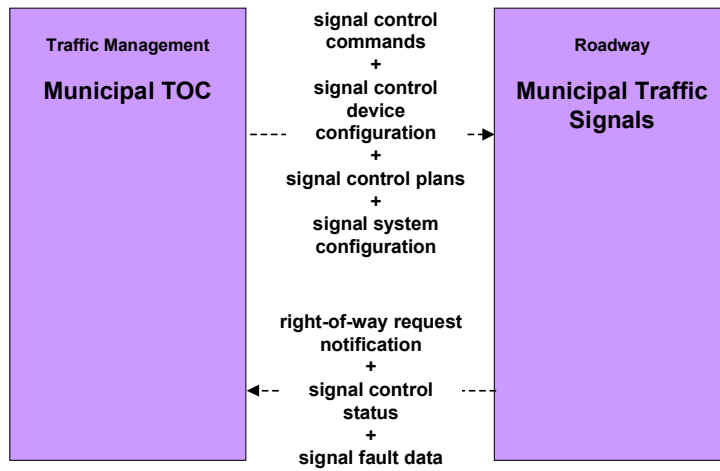 Traffic Management
Municipal TOC
signal control
commands
+
signal control
device
configuration
+
signal control plans
+
signal system
configuration
Roadway
Municipal Traffic
Signals
right-of-way request
notification
+
signal control
status
+
signal fault data